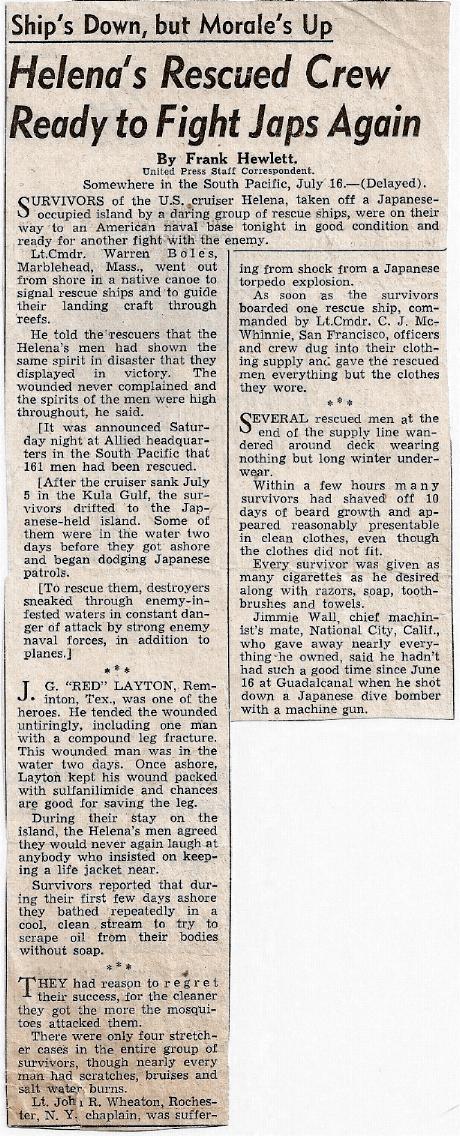 Ship's Down, but Morale's Up
Helena's Rescued Crew
Ready to Fight Japs Again
By Frank Hewlett.
United Press Staff Correspondent.
Somewhere in the South Pacific, July 16.—(Delayed).
SURVIVORS of the U.S. cruiser Helena, taken off a Japanese-
occupied island by a daring group of rescue ships, were on their
way to an American naval base tonight in good condition and
ready for another fight with the enemy.
Lt.Cmdr. Warren Boles,
Marblehead, Mass., went out
from shore in a native canoe to
signal rescue ships and to guide
their landing craft through
reefs.
He told the rescuers that the
Helena's men had shown the
same spirit in disaster that they
displayed in victory. The
wounded never complained and
the spirits of the men were high
throughout, he said.
[It was announced Satur-
day night at Allied headquar-
ters in the South Pacific that
161 men had been rescued.
[After the cruiser sank July
5 in the Kula Gulf, the sur-
vivors drifted to the Jap-
anese-held island. Some of
them were in the water two
days before they got ashore
and began dodging Japanese
patrols.
[To rescue them, destroyers
sneaked through enemy-in-
fested waters in constant dan-
ger of attack by strong enemy
naval forces, in addition to
planes.]
***
J. G. "RED" LAYTON, Rem-
inton, Tex., was one of the
heroes. He tended the wounded
untiringly, including one man
with a compound leg fracture.
This wounded man was in the
water two days. Once ashore,
Layton kept his wound packed
with sulfanilimide and chances
are good for saving the leg.
During their stay on the
island, the Helena's men agreed
they would never again laugh at
anybody who insisted on keep-
ing a life jacket near.
Survivors reported that dur-
ing their first few days ashore
they bathed repeatedly in a
cool, clean stream to try to
scrape oil from their bodies
without soap.
***
THEY had reason to regret
their success, for the cleaner
they got the more the mosqui-
toes attacked them.
There were only four stretch-
er cases in the entire group of
survivors, though nearly every
man had scratches, bruises and
salt water burns.
Lt. John R. Wheaton, Roches-
ter, N. Y. chaplain, was suffer-
ing from shock from a Japanese
torpedo explosion.
As soon as the survivors
boarded one rescue ship, com-
manded by Lt.Cmdr. C. J. Mc-
Whinnie, San Francisco, officers
and crew dug into their cloth-
ing supply and gave the rescued
men everything but the clothes
they wore.
***
SEVERAL rescued men at the
end of the supply line wan-
dered around deck wearing
nothing but long winter under-
wear.
Within a few hours many
survivors had shaved off 10
days of beard growth and ap-
peared reasonably presentable
in clean clothes, even though
the clothes did not fit.
Every survivor was given as
many cigarettes as he desired
along with razors, soap, tooth-
brushes and towels.
Jimmie Wall, chief machin-
ist's mate, National City, Calif.,
who gave away nearly every-
thing he owned, said he hadn't
had such a good time since June
16 at Guadalcanal when he shot
down a Japanese dive bomber
with a machine gun.